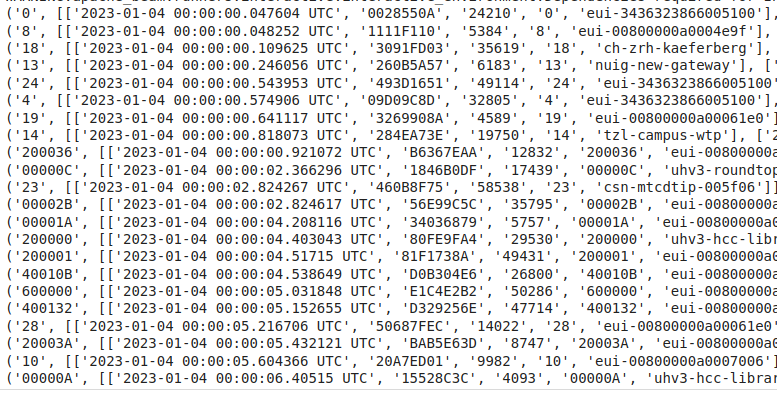 ('0', [['2023-01-04 00:00:00.047604 UTC', '0028550A', '24210', '0', 'eui-3436323866005100'],
('8', [['2023-01-04 00:00:00.048252 UTC', '1111F110', '5384', '8', 'eui-00800000a0004e9f'],
('18', [['2023-01-04 00:00:00.109625 UTC', '3091FD03', '35619', '18', 'ch-zrh-kaeferberg'],
('13', [['2023-01-04 00:00:00.246056 UTC', '260B5A57', '6183', '13', 'nuig-new-gateway'], ['
('24', [['2023-01-04 00:00:00.543953 UTC', '493D1651', '49114', '24', 'eui-3436323866005100'
('4', [['2023-01-04 00:00:00.574906 UTC', '09D09C8D', '32805', '4', 'eui-3436323866005100'],
('19', [['2023-01-04 00:00:00.641117 UTC', '3269908A', '4589', '19', 'eui-00800000a00061e0']
('14', [['2023-01-04 00:00:00.818073 UTC', '284EA73E', '19750', '14', 'tzl-campus-wtp'], ['2
('200036', [['2023-01-04 00:00:00.921072 UTC', 'B6367EAA', '12832', '200036', 'eui-00800000a
('00000C', [['2023-01-04 00:00:02.366296 UTC', '1846B0DF', '17439', '00000C', 'uhv3-roundtop
('23', [['2023-01-04 00:00:02.824267 UTC', '460B8F75', '58538', '23', 'csn-mtcdtip-005f06']]
('00002B', [['2023-01-04 00:00:02.824617 UTC', '56E99C5C', '35795', '00002B', 'eui-00800000a
('00001A', [['2023-01-04 00:00:04.208116 UTC', '34036879', '5757', '00001A', 'eui-00800000a0
('200000', [['2023-01-04 00:00:04.403043 UTC', '80FE9FA4', '29530', '200000', 'uhv3-hcc-libr
('200001', [['2023-01-04 00:00:04.51715 UTC', '81F1738A', '49431', '200001', 'eui-00800000a0
('40010B', [['2023-01-04 00:00:04.538649 UTC', 'D0B304E6', '26800', '40010B', 'eui-00800000a
('600000', [['2023-01-04 00:00:05.031848 UTC', 'E1C4E2B2', '50286', '600000', 'eui-00800000a
('400132', [['2023-01-04 00:00:05.152655 UTC', 'D329256E', '47714', '400132', 'eui-00800000a
('28', [['2023-01-04 00:00:05.216706 UTC', '50687FEC', '14022', '28', 'eui-00800000a00061e0'
('20003A', [['2023-01-04 00:00:05.432121 UTC', 'BAB5E63D', '8747', '20003A', 'eui-00800000a0
('10', [['2023-01-04 00:00:05.604366 UTC', '20A7ED01', '9982', '10', 'eui-00800000a0007006']
('00000A', [['2023-01-04 00:00:06.40515 UTC', '15528C3C', '4093', '00000A', 'uhv3-hcc-librar